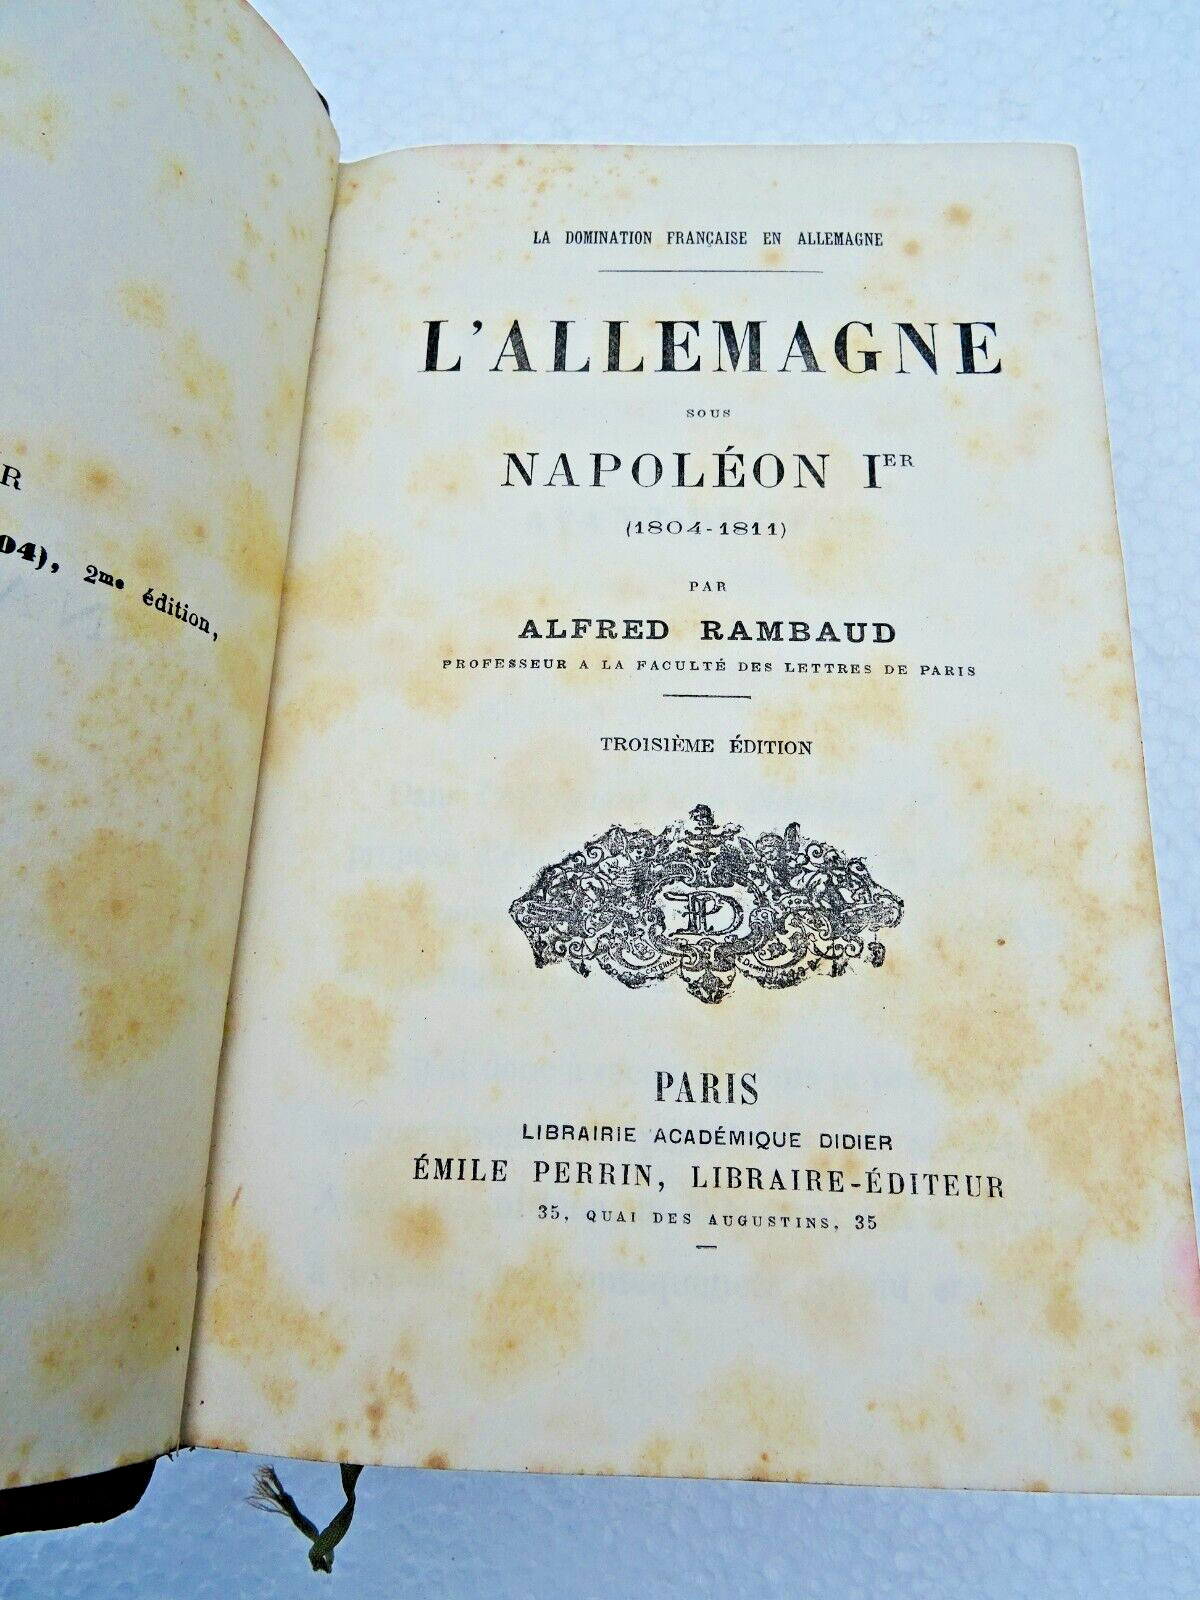 R
04), 2me édition,
LA DOMINATION FRANÇAISE EN ALLEMAGNE
L'ALLEMAGNE
SOUS
NAPOLÉON IER
(1804-1811)
PAR
ALFRED RAMBAUD
PROFESSEUR A LA FACULTÉ DES LETTRES DE PARIS
TROISIÈME ÉDITION
PARIS
LIBRAIRIE ACADÉMIQUE DIDIER
ÉMILE PERRIN, LIBRAIRE-ÉDITEUR
35, QUAI DES AUGUSTINS, 35